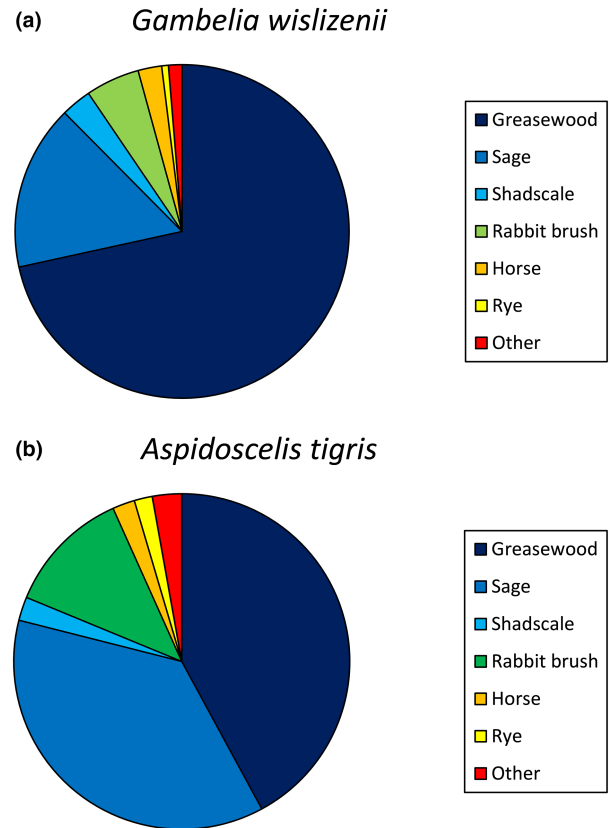 (a)
Gambelia wislizenii
Greasewood
Sage
Shadscale
Rabbit brush
Horse
Rye
Other
(b)
Aspidoscelis tigris
Greasewood
Sage
Shadscale
Rabbit brush
Horse
Rye
Other